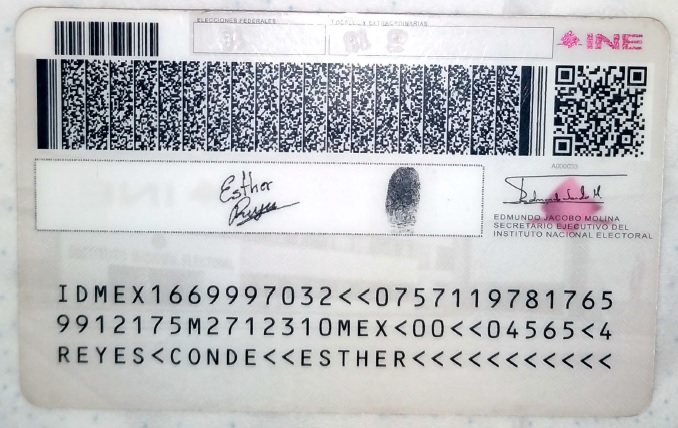 ELECCIONES FEDERALES
LOCALES Y EXTRAORDINARIAS
INE
Esther
Reyes
EDMUNDO JACOBO MOLINA
SECRETARIO EJECUTIVO DEL
INSTITUTO NACIONAL ELECTORAL
IDMEX1669997032<<0757119781765
9912175M2712310MEX<00<<04565<4
REYES<CONDE<<ESTHER<<<<<<<<<<<